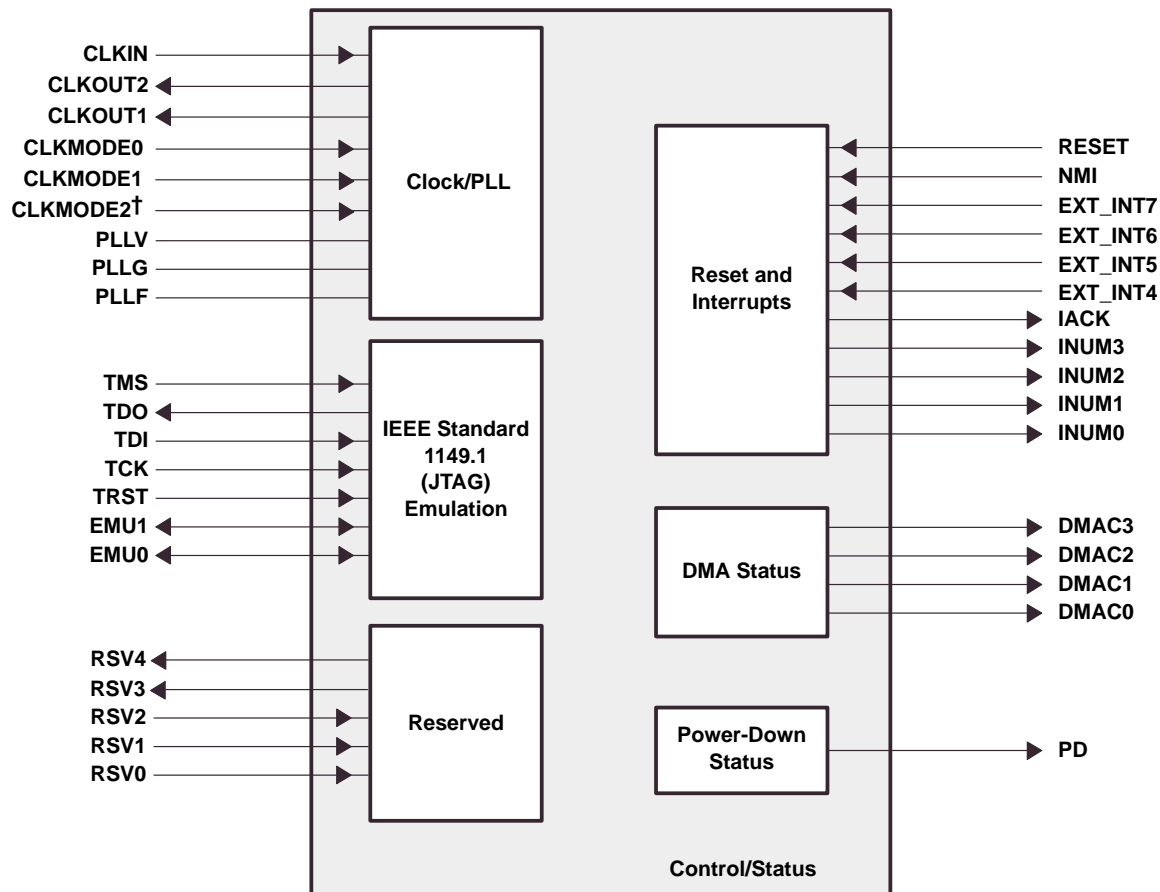 CLKIN
CLKOUT2
CLKOUT1
CLKMODE0
CLKMODE1
CLKMODE2†
PLLV
PLLG
PLLF
Clock/PLL
TMS
TDO
TDI
TCK
TRST
EMU1
EMU0
IEEE Standard
1149.1
(JTAG)
Emulation
RSV4
RSV3
RSV2
RSV1
RSV0
Reserved
Reset and
Interrupts
RESET
NMI
EXT_INT7
EXT_INT6
EXT_INT5
EXT_INT4
IACK
INUM3
INUM2
INUM1
INUM0
DMA Status
DMAC3
DMAC2
DMAC1
DMAC0
Power-Down
Status
PD
Control/Status